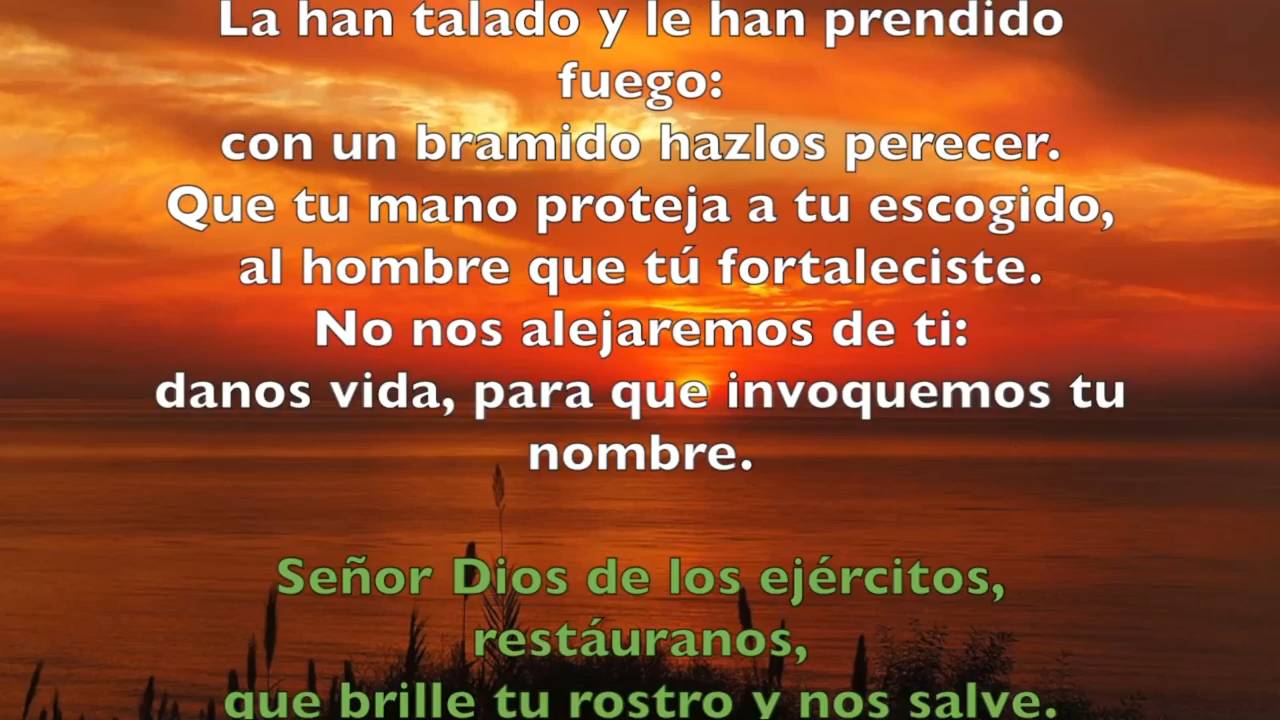 La han talado y le han prendido
fuego:
con un bramido hazlos perecer.
Que tu mano proteja a tu escogido,
al hombre que tú fortaleciste.
No nos alejaremos de ti:
danos vida, para que invoquemos tu
nombre.
Señor Dios de los ejércitos,
restáuranos,
que brille tu rostro y nos salve.